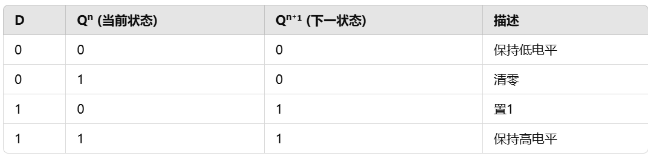 D Qⁿ (当前状态) Qⁿ⁺¹ (下一状态) 描述
0 0 0 保持低电平
0 1 0 清零
1 0 1 置1
1 1 1 保持高电平